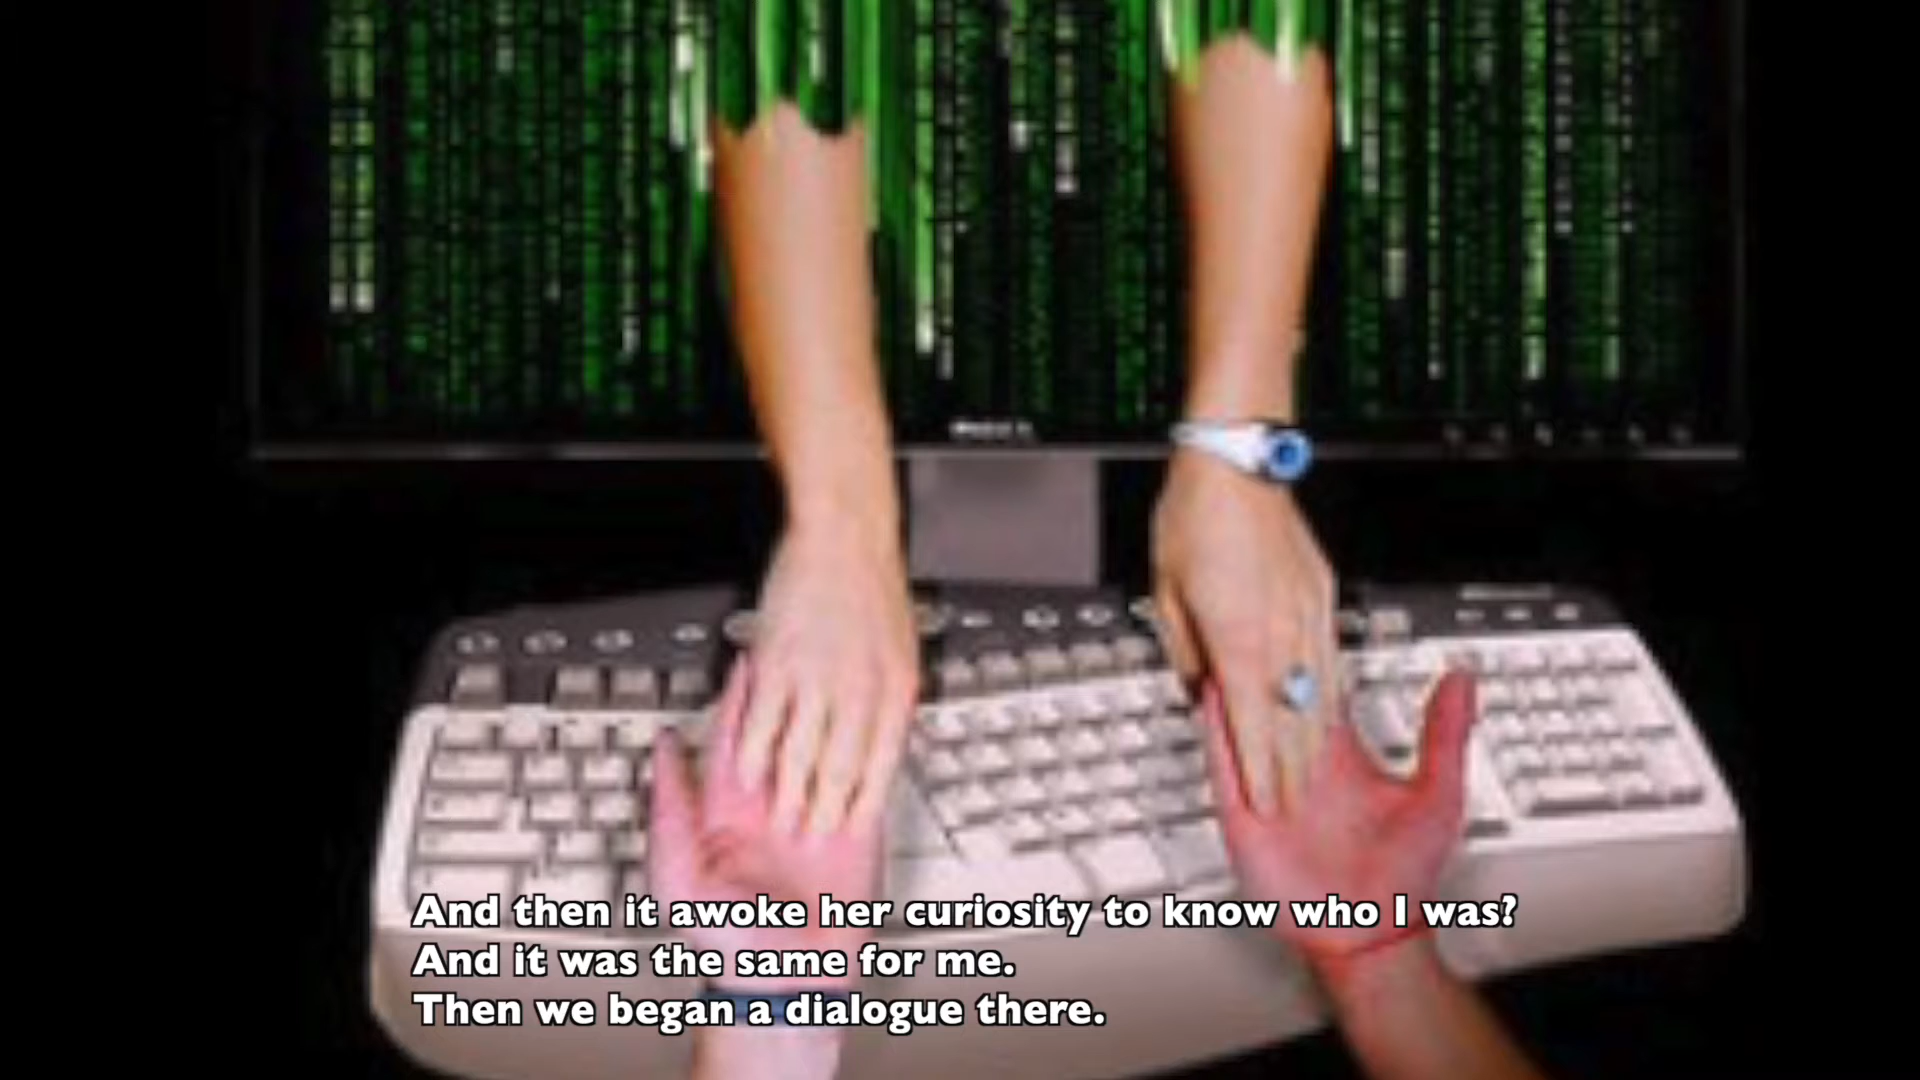 And then it awoke her curiosity to know who I was?
And it was the same for me.
Then we began a dialogue there.